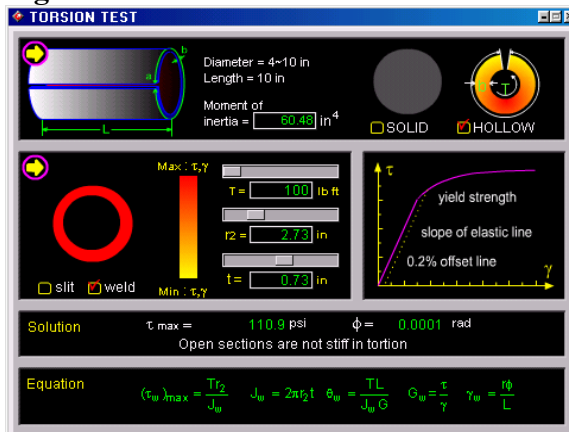 TORSION TEST
b
a
L
Diameter = 4~10 in
Length = 10 in
Moment of
inertia = 60.48 in4
T
SOLID HOLLOW
Max : τ,γ
T = 100 lb ft
r2 = 2.73 in
t = 0.73 in
slit weld
Min : τ,γ
τ
yield strength
slope of elastic line
0.2% offset line
γ
Solution τ max = 110.9 psi ϕ = 0.0001 rad
Open sections are not stiff in tortion
Equation (τw)max = Tr2/Jw Jw = 2πr2t θw = TL/JwG Gw = τ/γ γw = rϕ/L